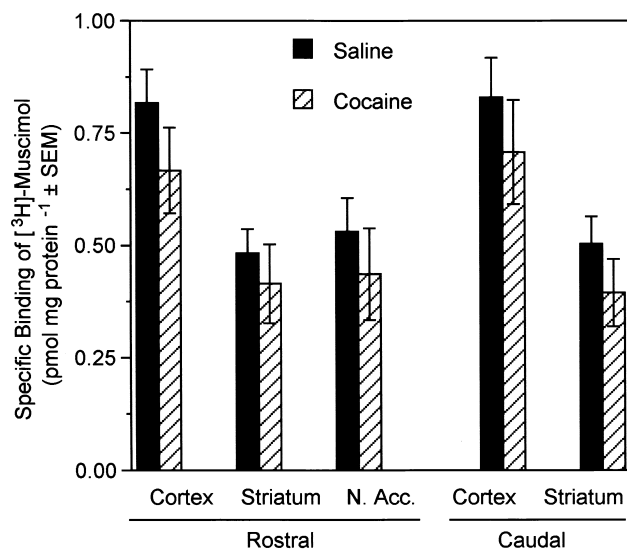 Specific Binding of [³H]-Muscimol
(pmol mg protein ⁻¹ ± SEM)
1.00
0.75
0.50
0.25
0.00
Saline
Cocaine
Cortex Striatum N. Acc. Cortex Striatum
Rostral Caudal